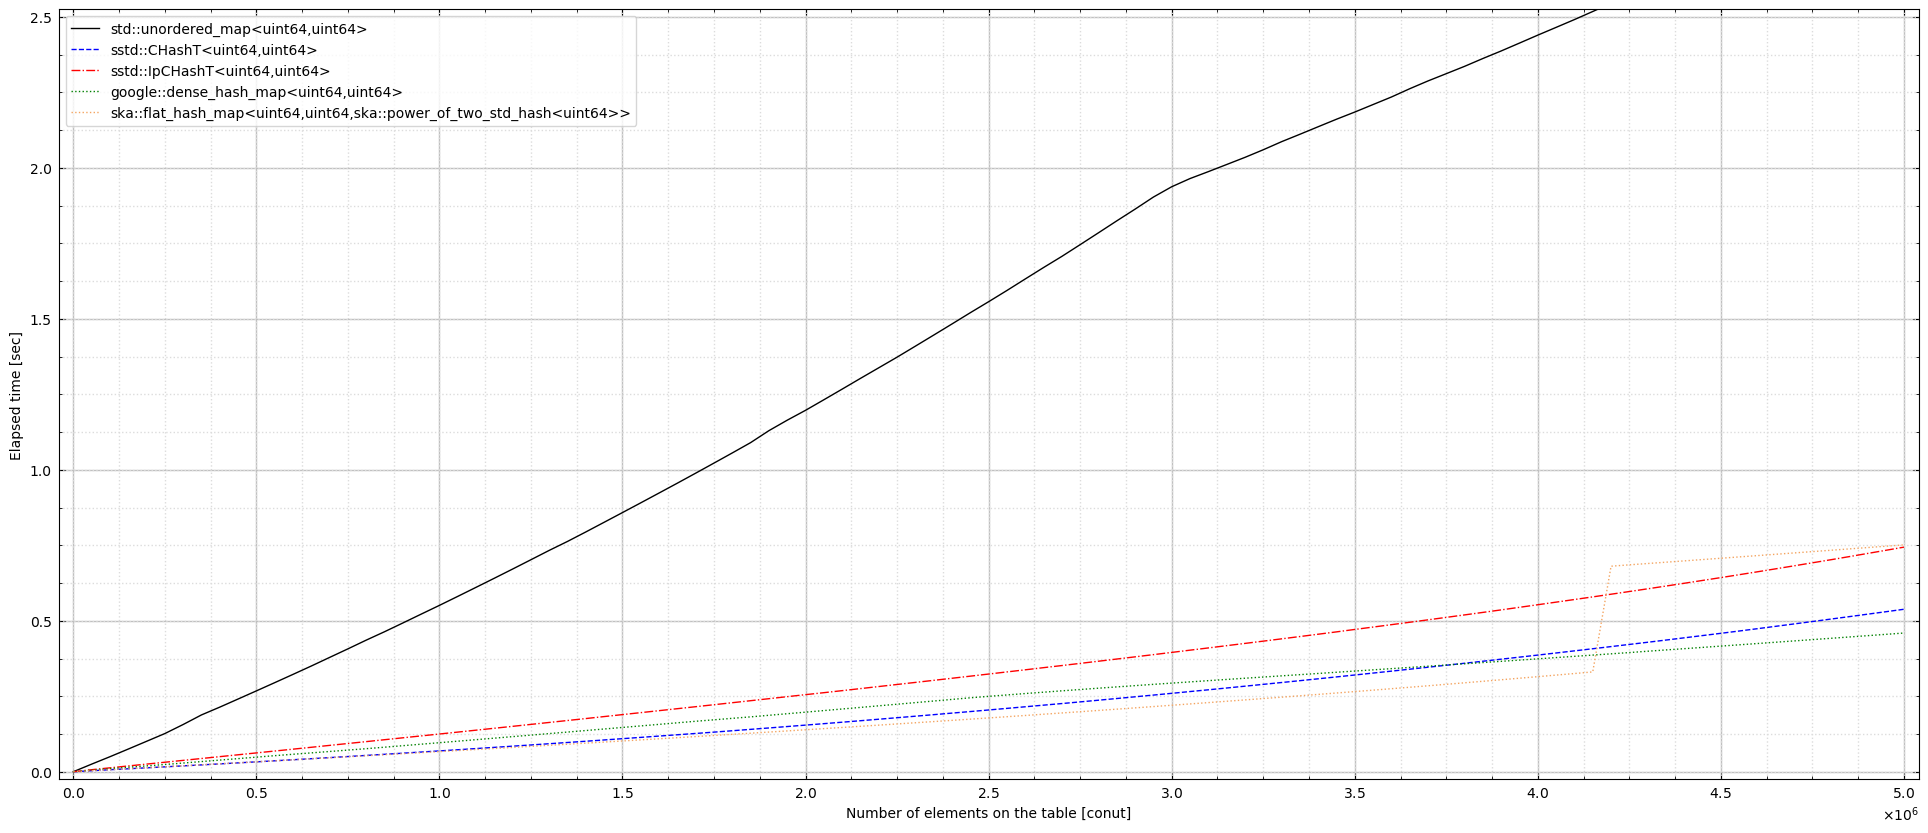 2.5
2.0
1.5
1.0
0.5
0.0
Elapsed time [sec]
std::unordered_map<uint64,uint64>
sstd::CHashT<uint64,uint64>
sstd::IpCHashT<uint64,uint64>
google::dense_hash_map<uint64,uint64>
ska::flat_hash_map<uint64,uint64,ska::power_of_two_std_hash<uint64>>
0.0 0.5 1.0 1.5 2.0 2.5 3.0 3.5 4.0 4.5 5.0
Number of elements on the table [conut]
×10⁶